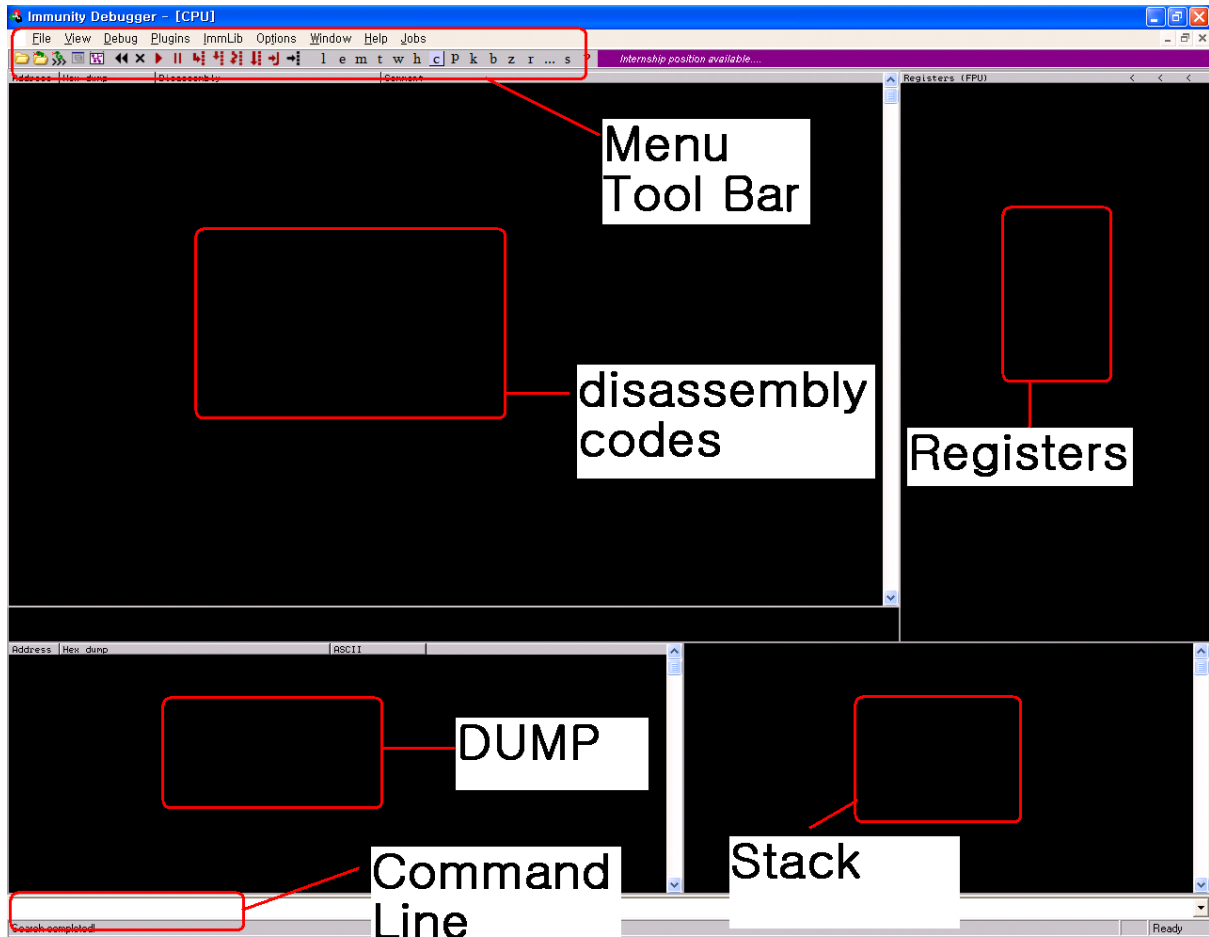 Immunity Debugger - [CPU]
File View Debug Plugins ImmLib Options Window Help Jobs
l e m t w h c P k b z r ... s ?
Internship position available....
Address Hex dump Disassembly Comment
Registers (FPU) < < <
Menu
Tool Bar
disassembly
codes
Registers
Address Hex dump ASCII
DUMP
Stack
Command
Line
Search completed!
Ready